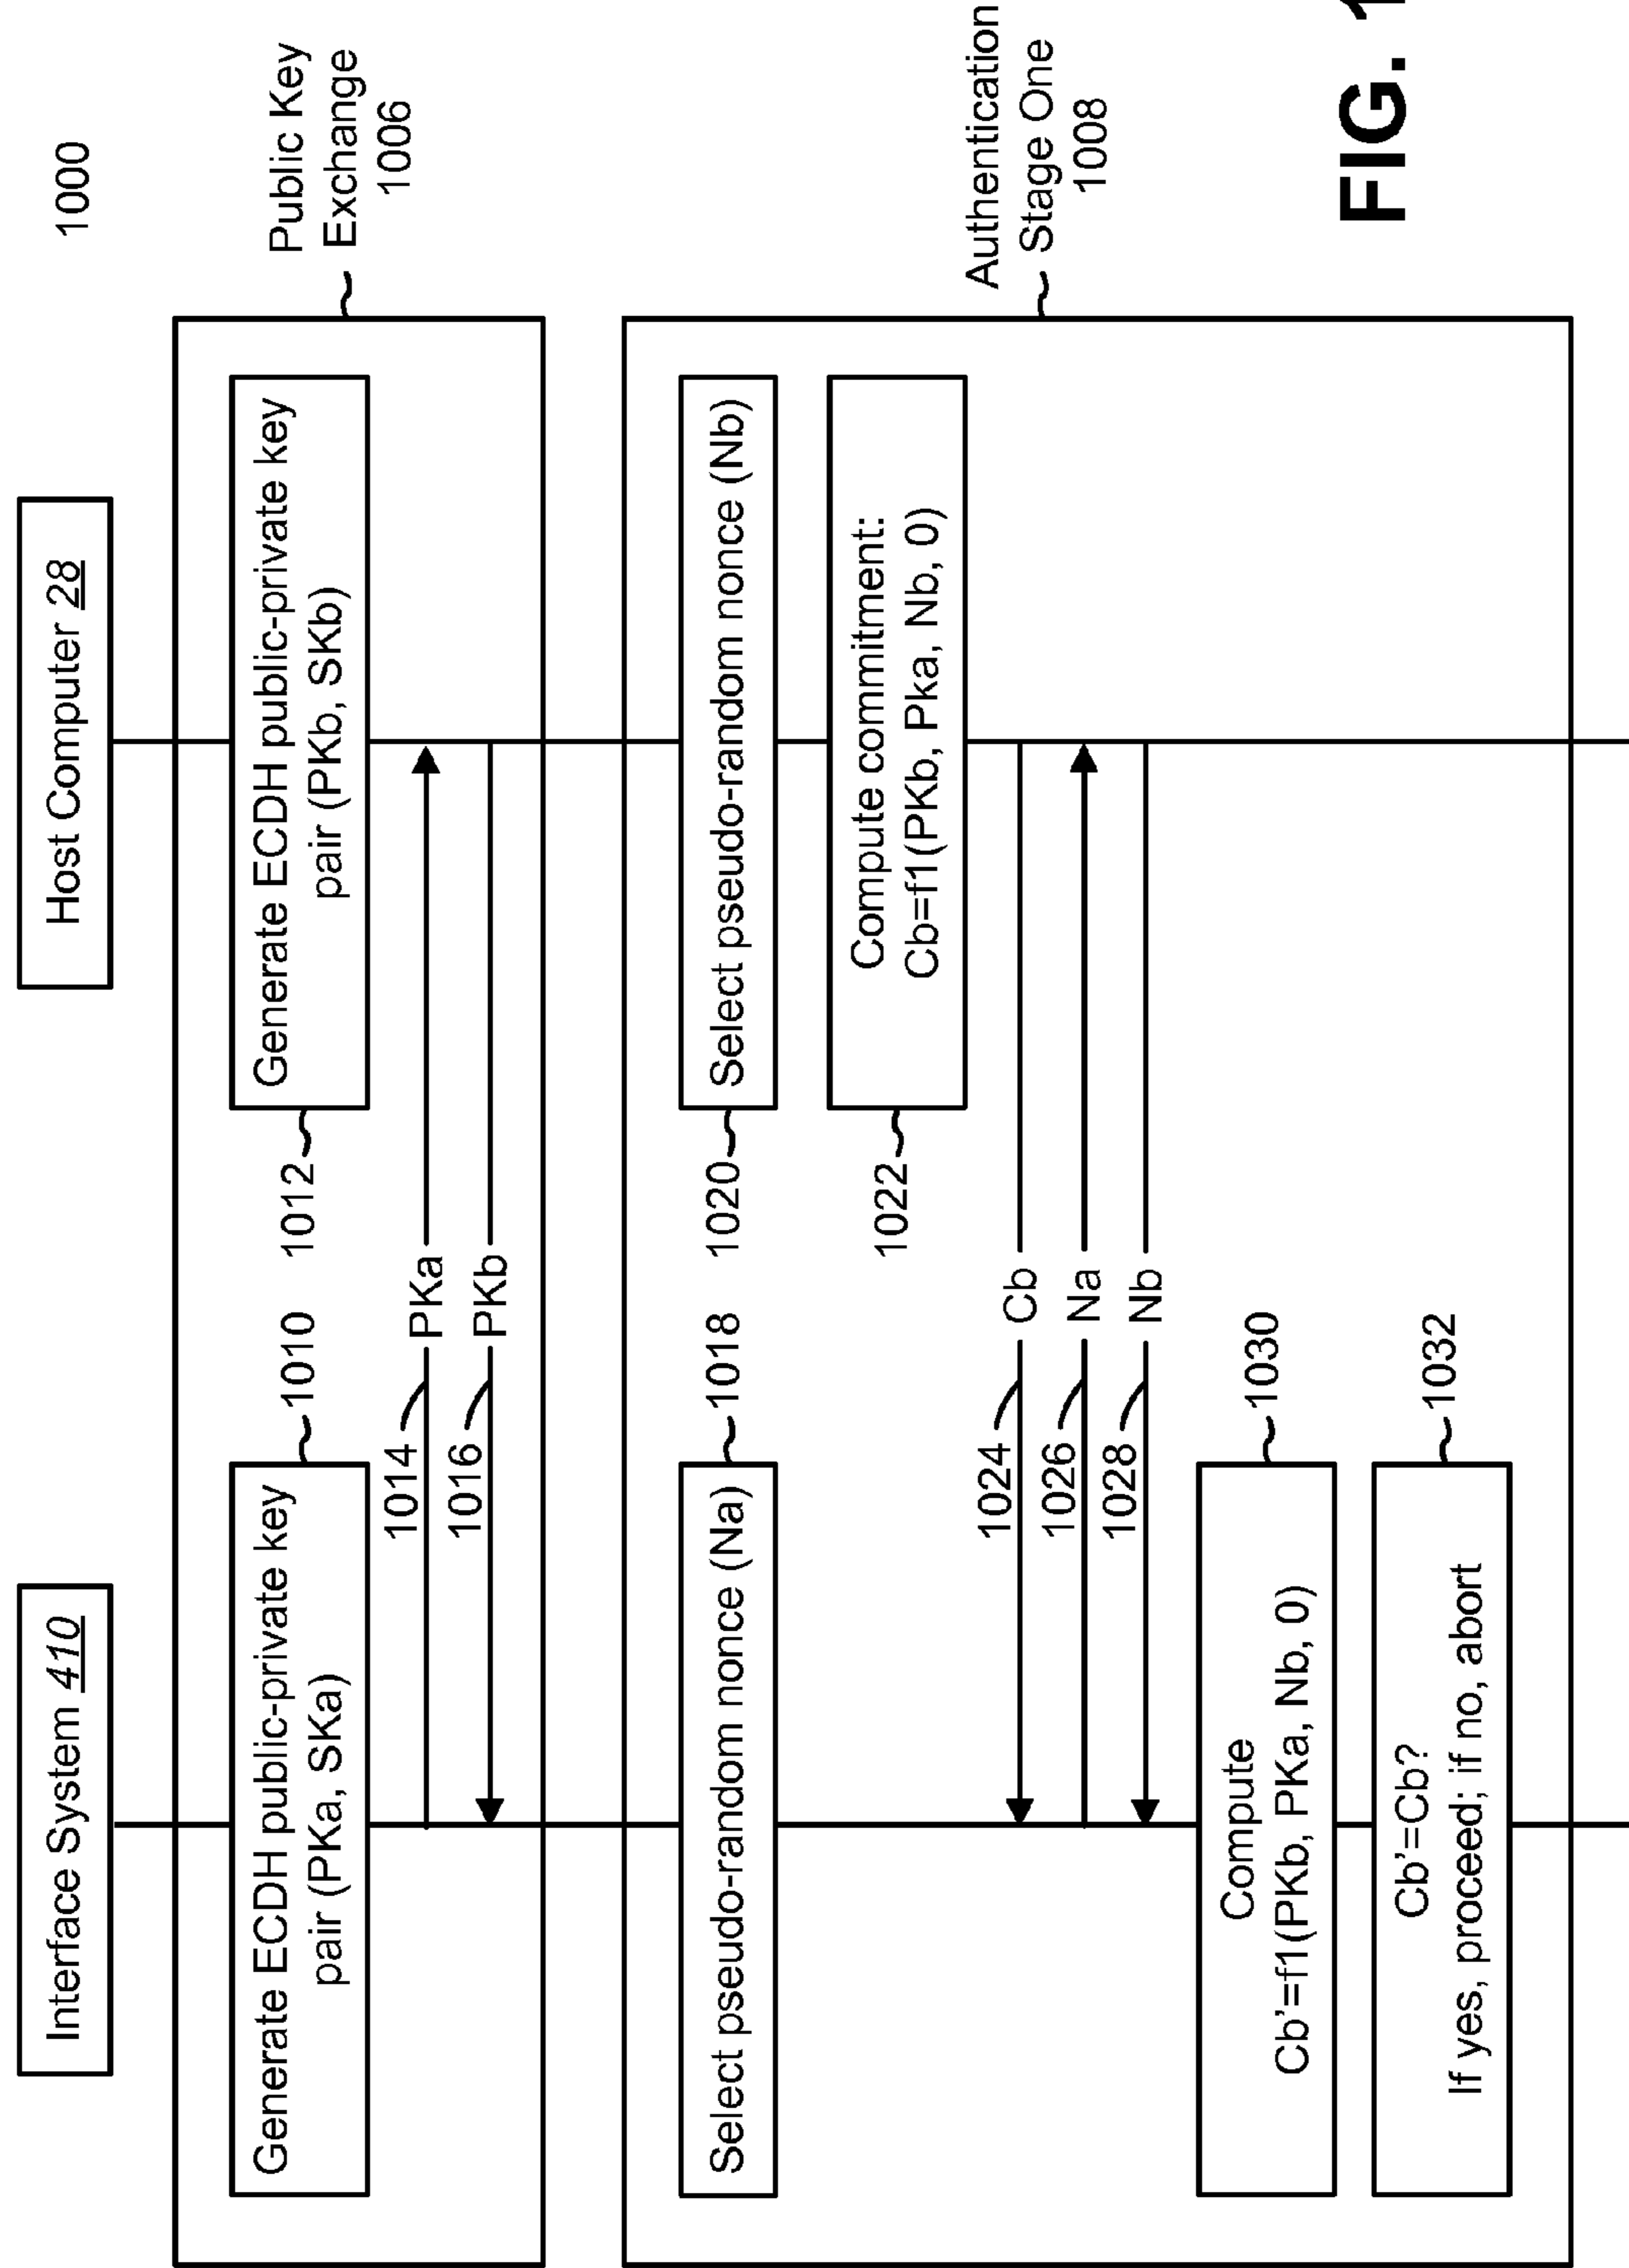 1000
Interface System 410
Host Computer 28
Public Key
Exchange
1006
Generate ECDH public-private key
pair (PKa, SKa)
1010
1012
Generate ECDH public-private key
pair (PKb, SKb)
1014
PKa
1016
PKb
Authentication
Stage One
1008
Select pseudo-random nonce (Na)
1018
1020
Select pseudo-random nonce (Nb)
1022
Compute commitment:
Cb=f1(PKb, Pka, Nb, 0)
1024
Cb
1026
Na
1028
Nb
Compute
Cb'=f1(PKb, PKa, Nb, 0)
1030
Cb'=Cb?
If yes, proceed; if no, abort
1032
FIG. 1